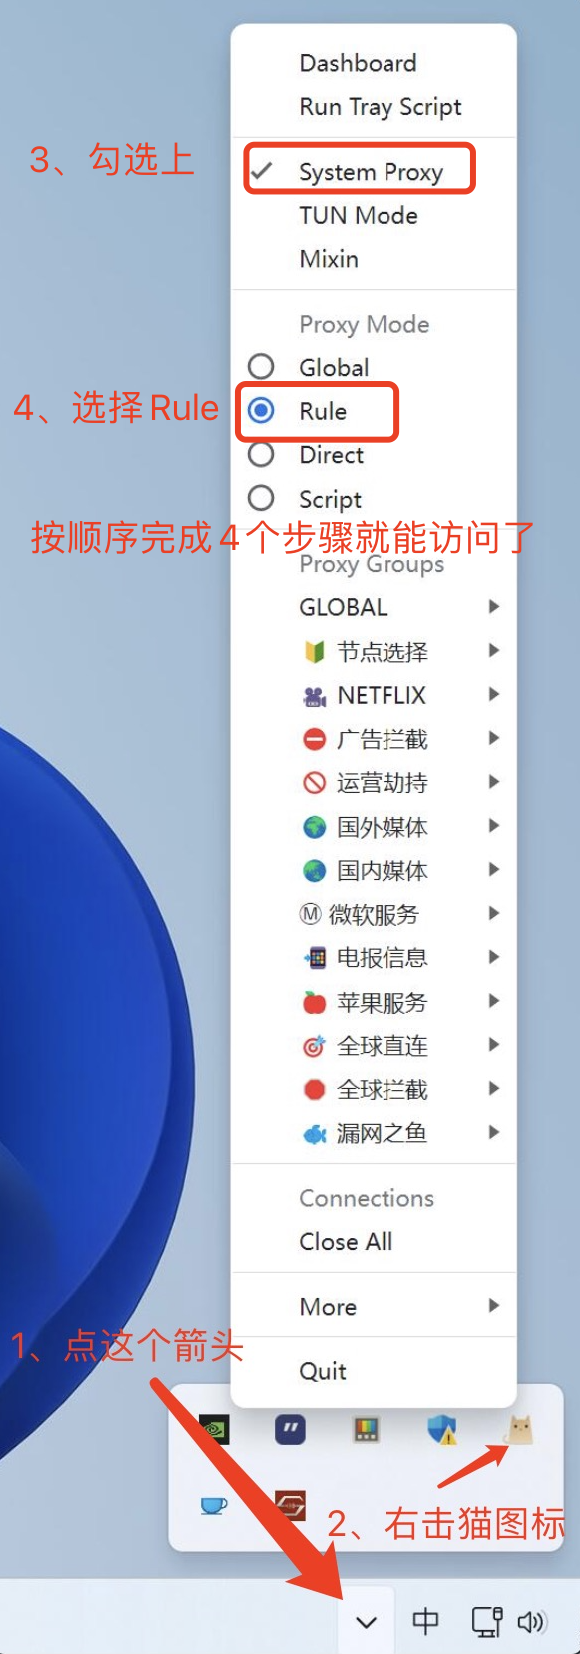 Dashboard
Run Tray Script
3、勾选上
System Proxy
TUN Mode
Mixin
Proxy Mode
Global
4、选择Rule
Rule
Direct
Script
按顺序完成4个步骤就能访问了
Proxy Groups
GLOBAL
节点选择
NETFLIX
广告拦截
运营劫持
国外媒体
国内媒体
Ⓜ 微软服务
电报信息
苹果服务
全球直连
全球拦截
漏网之鱼
Connections
Close All
More
1、点这个箭头
Quit
2、右击猫图标
中